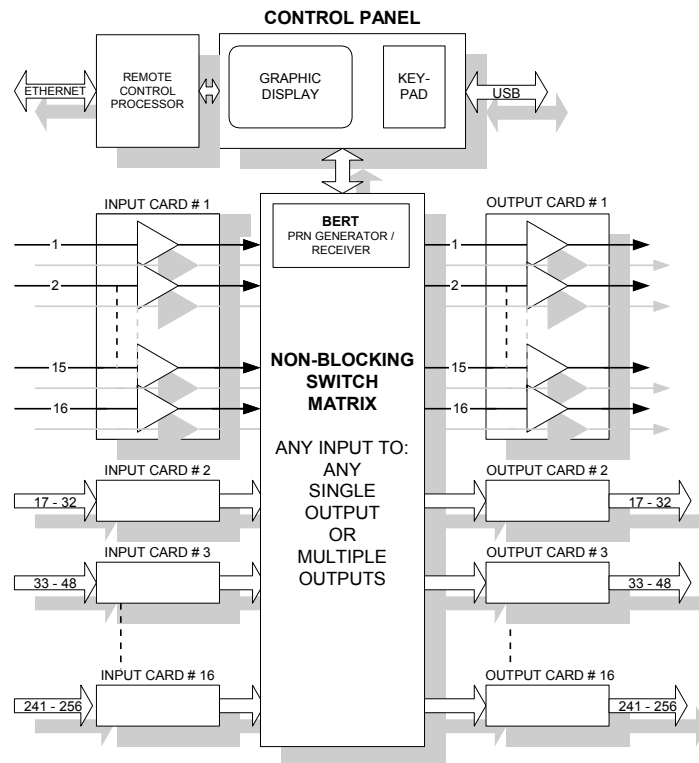 CONTROL PANEL
ETHERNET
REMOTE
CONTROL
PROCESSOR
GRAPHIC
DISPLAY
KEY-
PAD
USB
INPUT CARD # 1
BERT
PRN GENERATOR /
RECEIVER
OUTPUT CARD # 1
1
1
2
2
15
15
16
16
NON-BLOCKING
SWITCH
MATRIX
ANY INPUT TO:
ANY
SINGLE
OUTPUT
OR
MULTIPLE
OUTPUTS
INPUT CARD # 2
OUTPUT CARD # 2
17 - 32
17 - 32
INPUT CARD # 3
OUTPUT CARD # 3
33 - 48
33 - 48
INPUT CARD # 16
OUTPUT CARD # 16
241 - 256
241 - 256